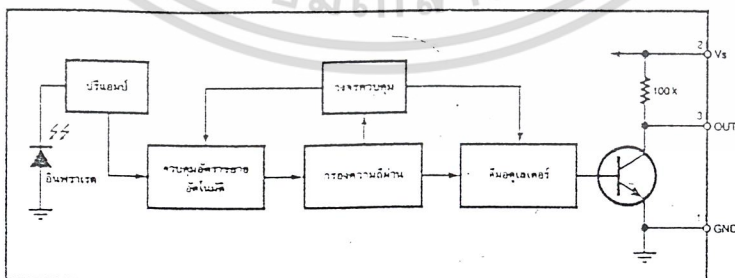 2
Vs
ปรีแอมป์
วงจรควบคุม
100 k
3
OUT
อินฟราเรด
ควบคุมอัตราขยาย
อัตโนมัติ
กรองความถี่ผ่าน
ดีมอดูเลเตอร์
1
GND